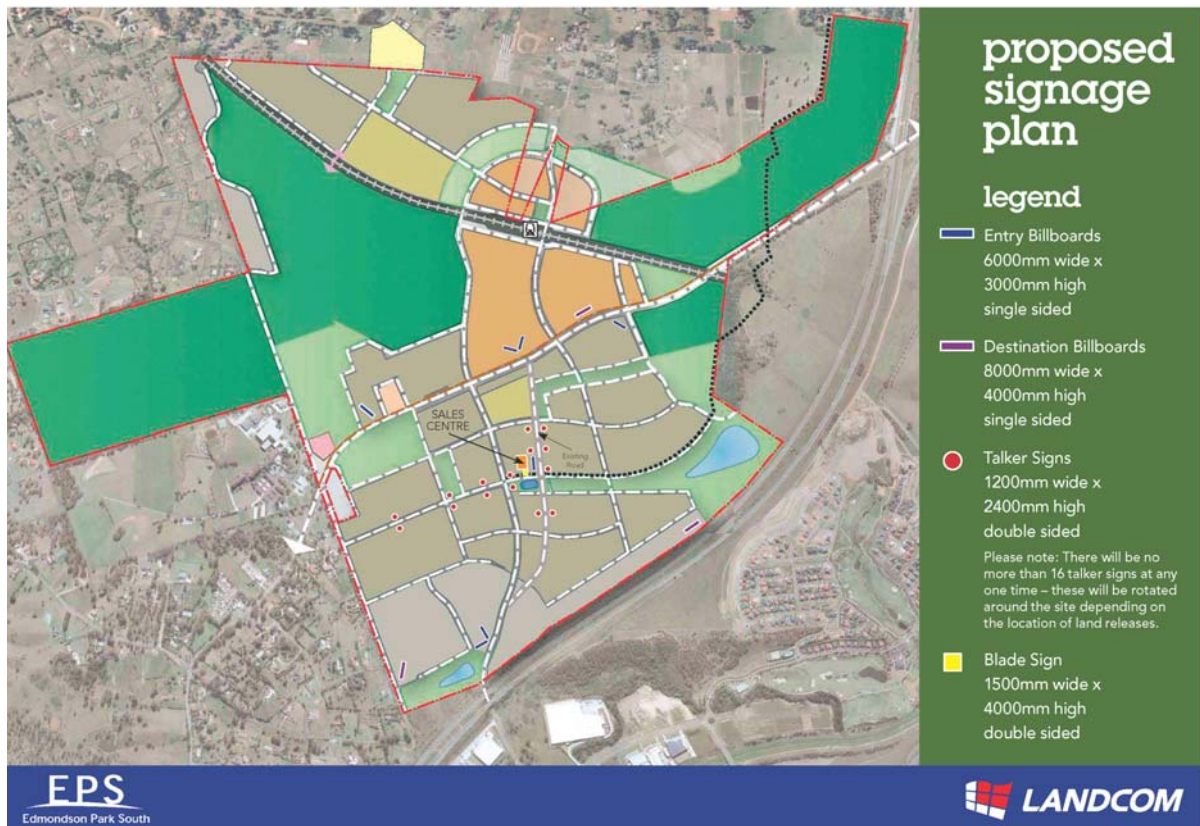 proposed
signage
plan
legend
Entry Billboards
6000mm wide x
3000mm high
single sided
Destination Billboards
8000mm wide x
4000mm high
single sided
Talker Signs
1200mm wide x
2400mm high
double sided
Please note: There will be no
more than 16 talker signs at any
one time – these will be rotated
around the site depending on
the location of land releases.
Blade Sign
1500mm wide x
4000mm high
double sided
SALES
CENTRE
Existing
Road
EPS
Edmondson Park South
LANDCOM